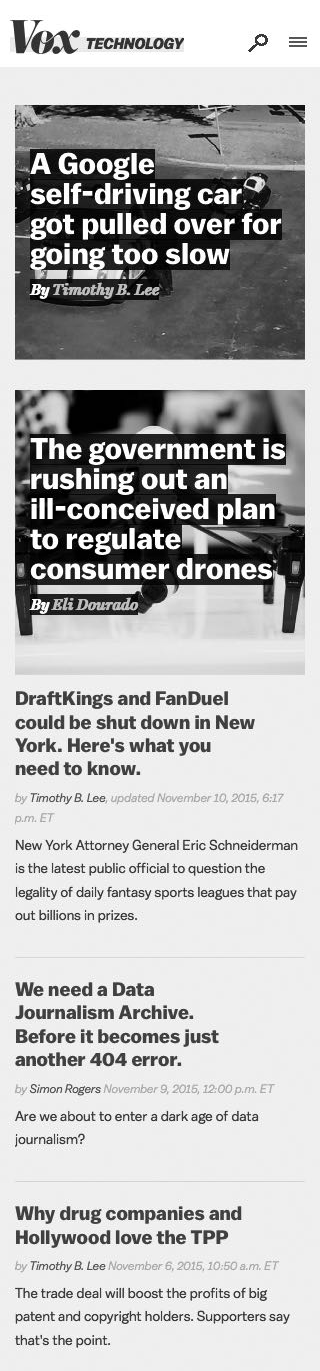 Vox TECHNOLOGY
A Google
self-driving car
got pulled over for
going too slow
By Timothy B. Lee
The government is
rushing out an
ill-conceived plan
to regulate
consumer drones
By Eli Dourado
DraftKings and FanDuel
could be shut down in New
York. Here's what you
need to know.
by Timothy B. Lee, updated November 10, 2015, 6:17
p.m. ET
New York Attorney General Eric Schneiderman
is the latest public official to question the
legality of daily fantasy sports leagues that pay
out billions in prizes.
We need a Data
Journalism Archive.
Before it becomes just
another 404 error.
by Simon Rogers November 9, 2015, 12:00 p.m. ET
Are we about to enter a dark age of data
journalism?
Why drug companies and
Hollywood love the TPP
by Timothy B. Lee November 6, 2015, 10:50 a.m. ET
The trade deal will boost the profits of big
patent and copyright holders. Supporters say
that's the point.